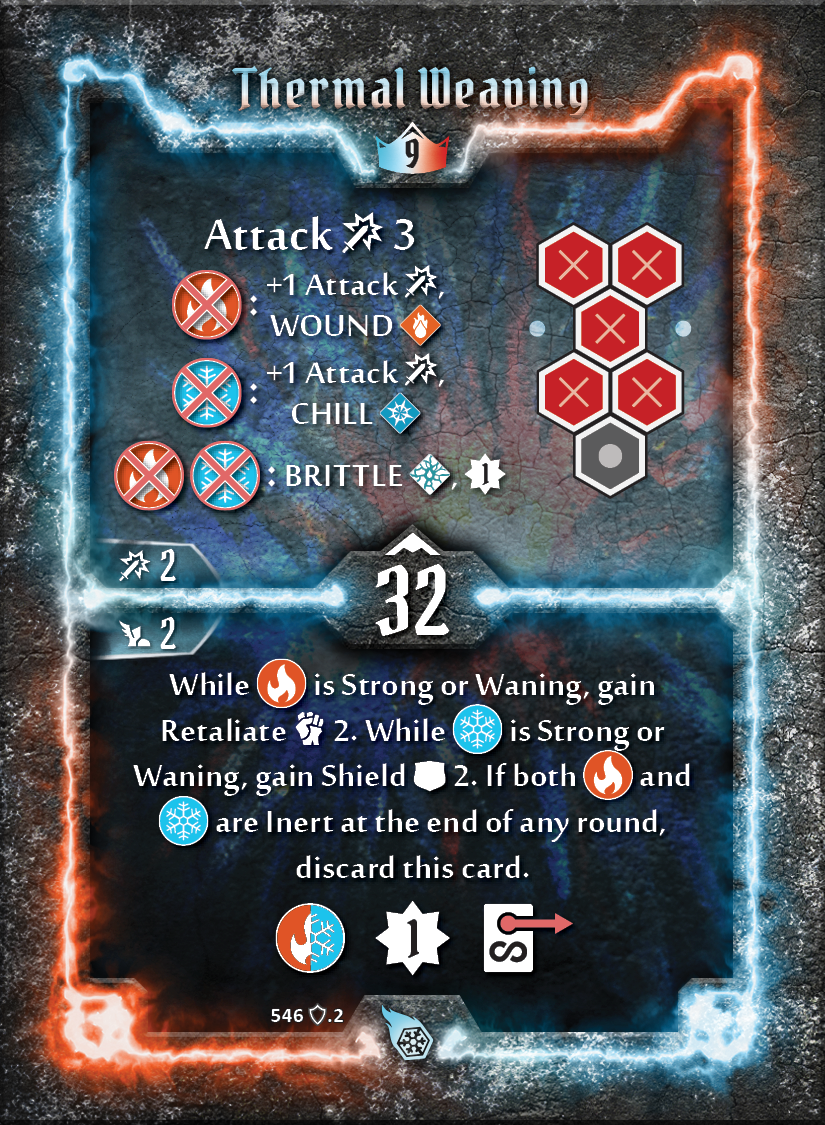 Thermal Weaving
9
Attack 3
: +1 Attack ,
WOUND
: +1 Attack ,
CHILL
: BRITTLE , 1
2
32
2
While is Strong or Waning, gain
Retaliate 2. While is Strong or
Waning, gain Shield 2. If both and
are Inert at the end of any round,
discard this card.
1
546 .2